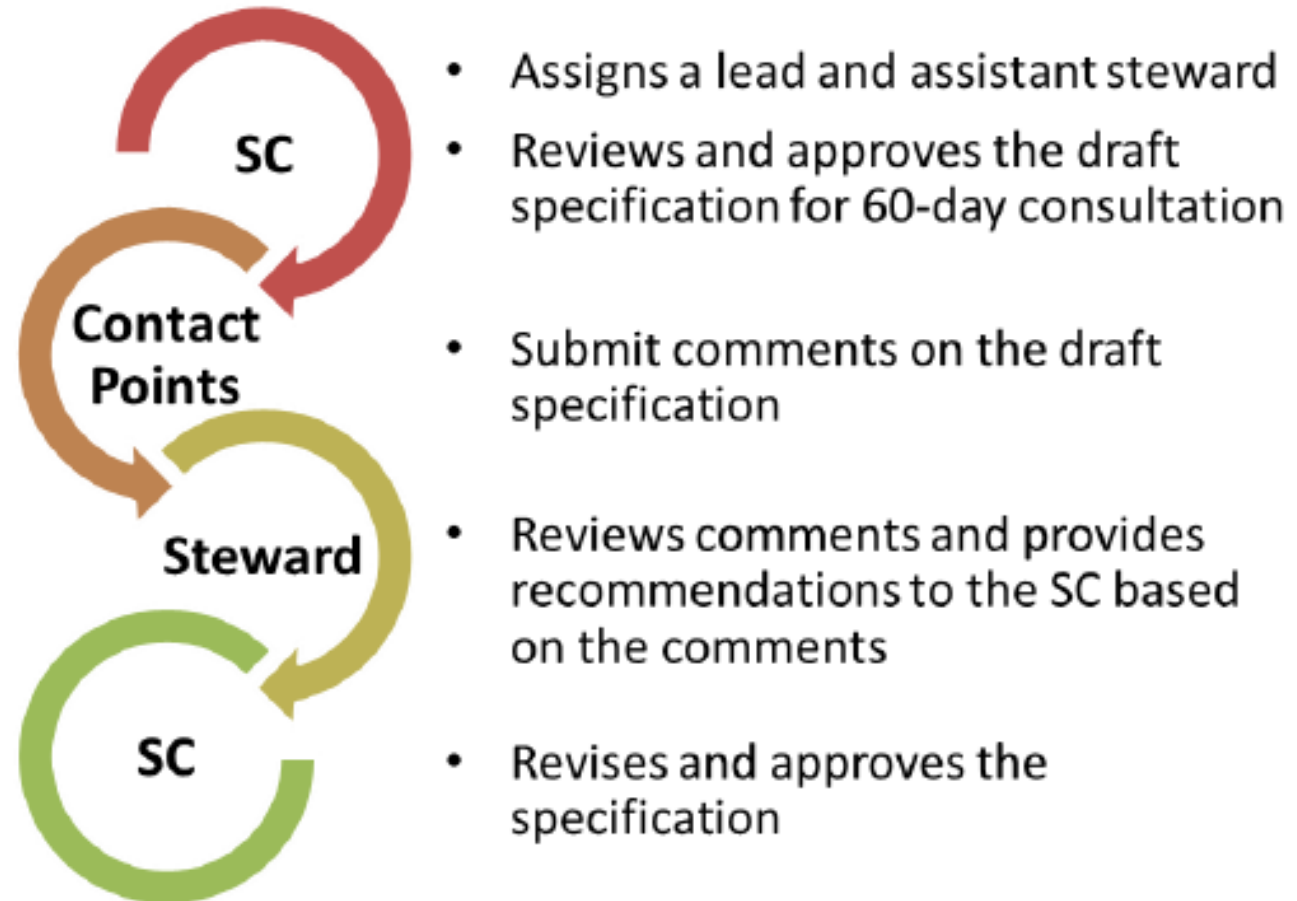 SC
• Assigns a lead and assistant steward
• Reviews and approves the draft
specification for 60-day consultation
Contact
Points
• Submit comments on the draft
specification
Steward
• Reviews comments and provides
recommendations to the SC based
on the comments
SC
• Revises and approves the
specification